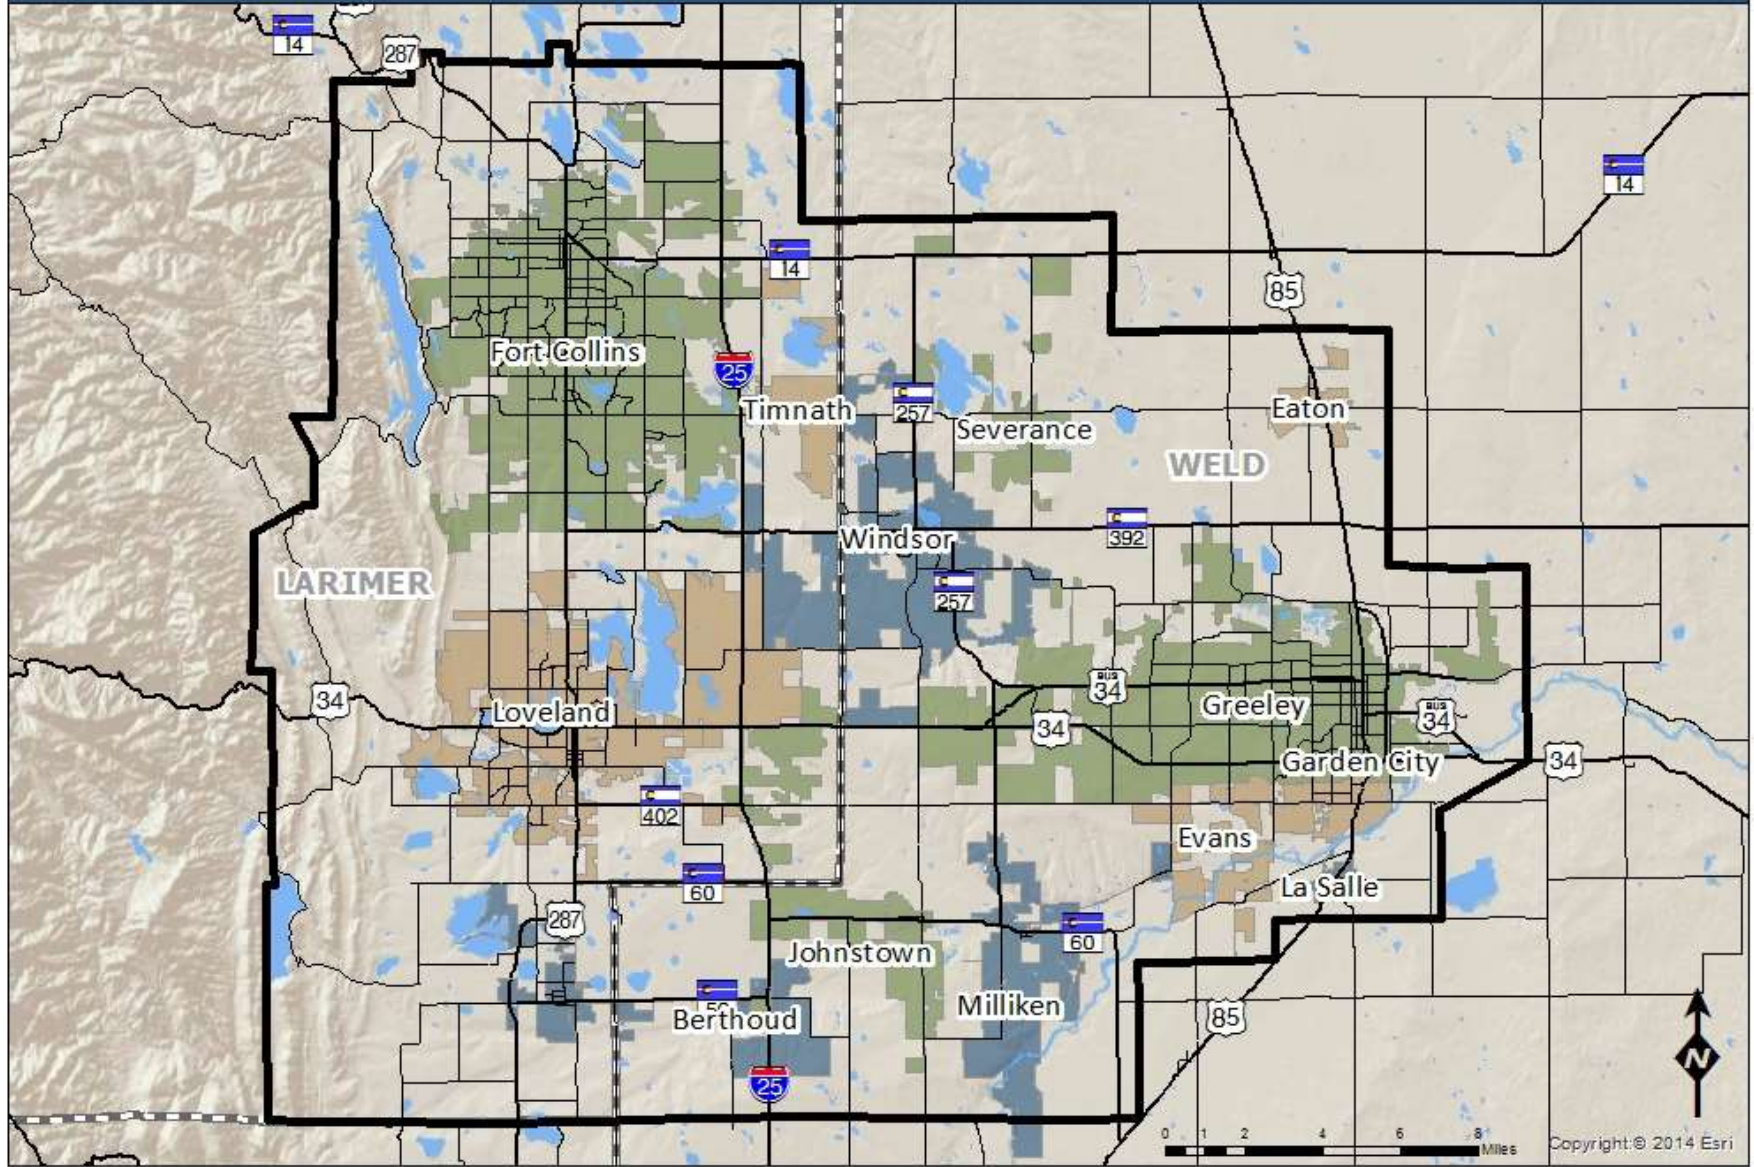 14
287
14
14
85
Fort Collins
25
257
Timnath
Eaton
Severance
WELD
392
Windsor
LARIMER
257
BUS
34
34
Loveland
Greeley
BUS
34
34
Garden City
34
402
Evans
60
La Salle
287
60
Johnstown
Milliken
Berthoud
85
25
N
0 1 2 4 6 8
Miles
Copyright:© 2014 Esri